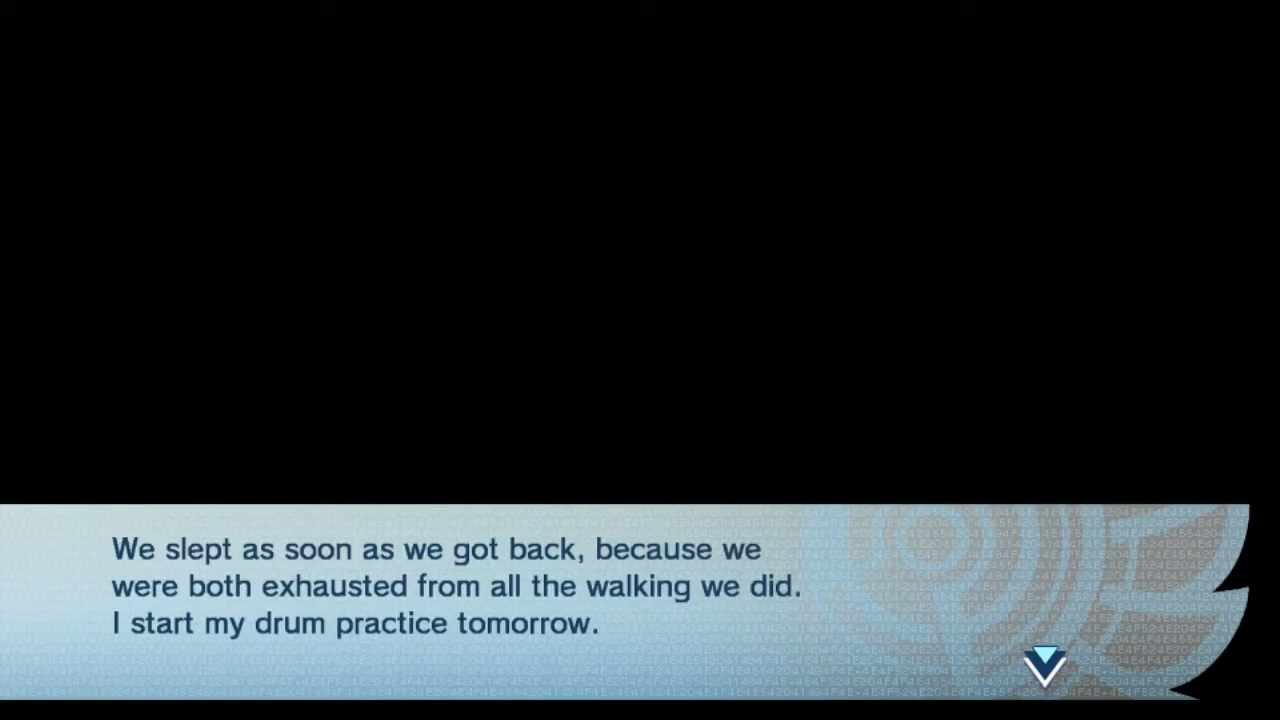 We slept as soon as we got back, because we
were both exhausted from all the walking we did.
I start my drum practice tomorrow.